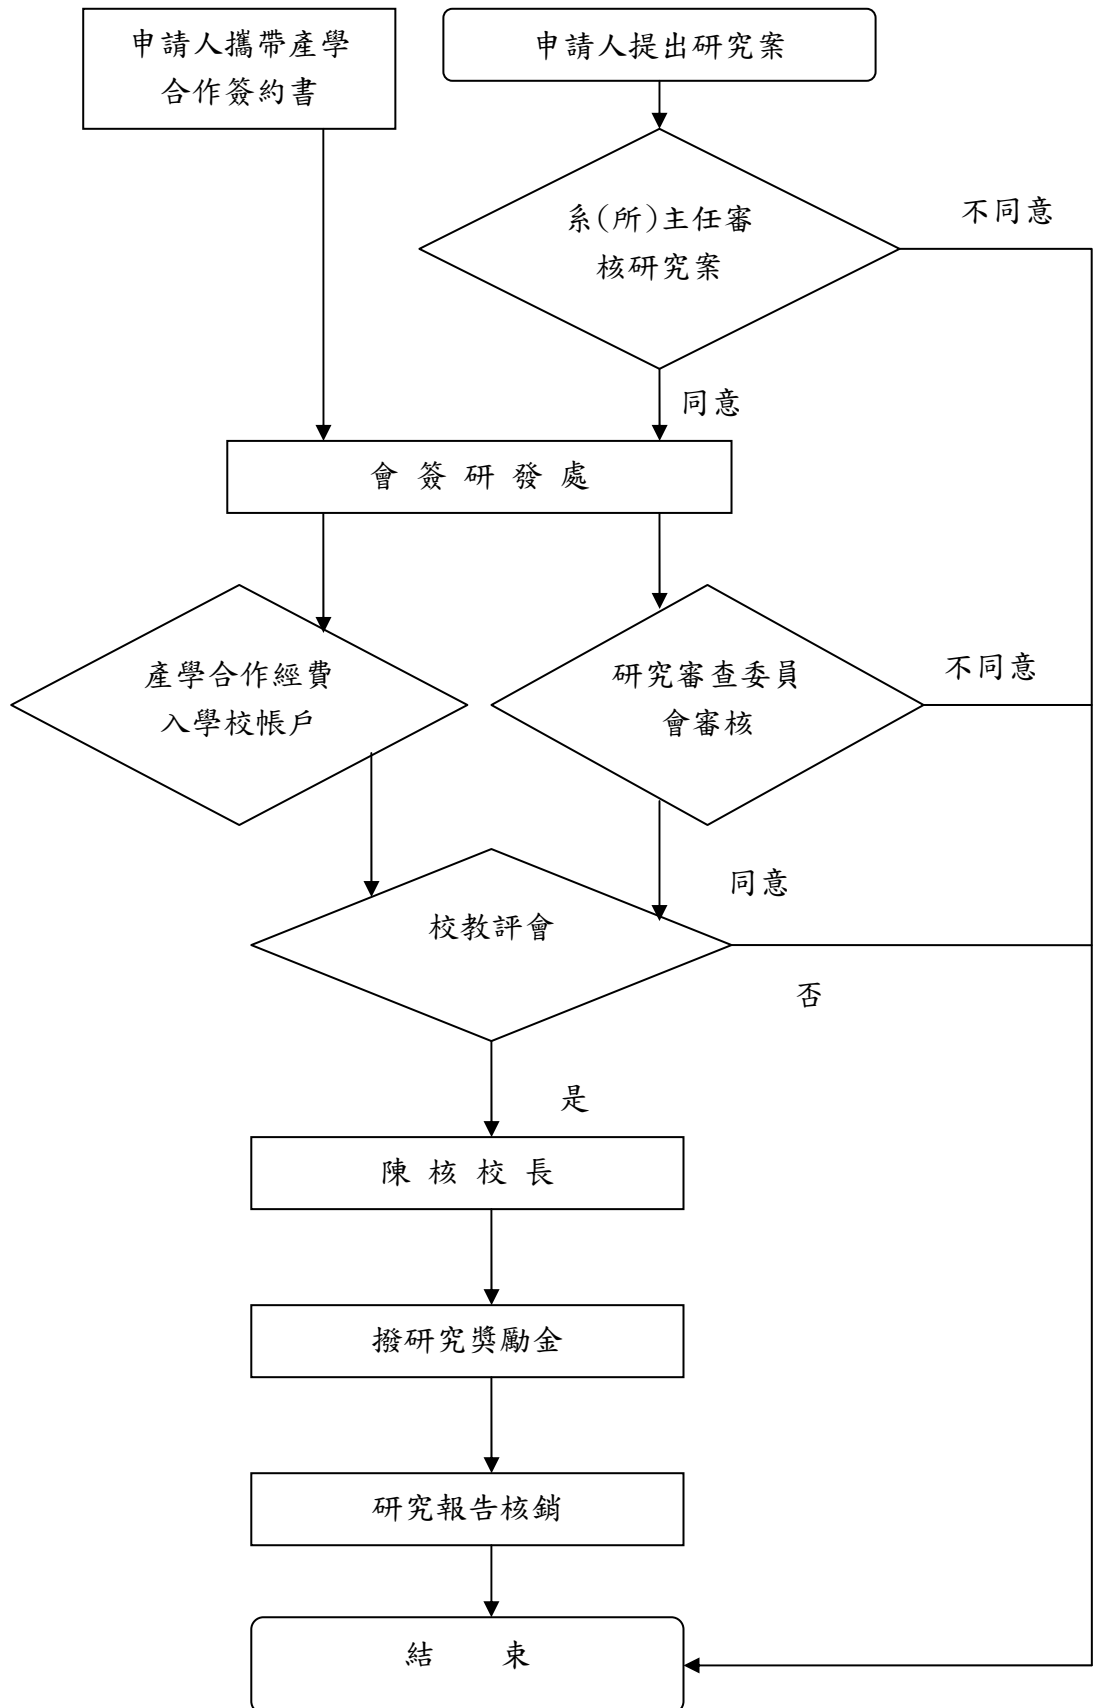 申請人攜帶產學
合作簽約書
申請人提出研究案
系(所)主任審
核研究案
不同意
同意
會簽研發處
產學合作經費
入學校帳戶
研究審查委員
會審核
不同意
同意
校教評會
否
是
陳核校長
撥研究獎勵金
研究報告核銷
結 束